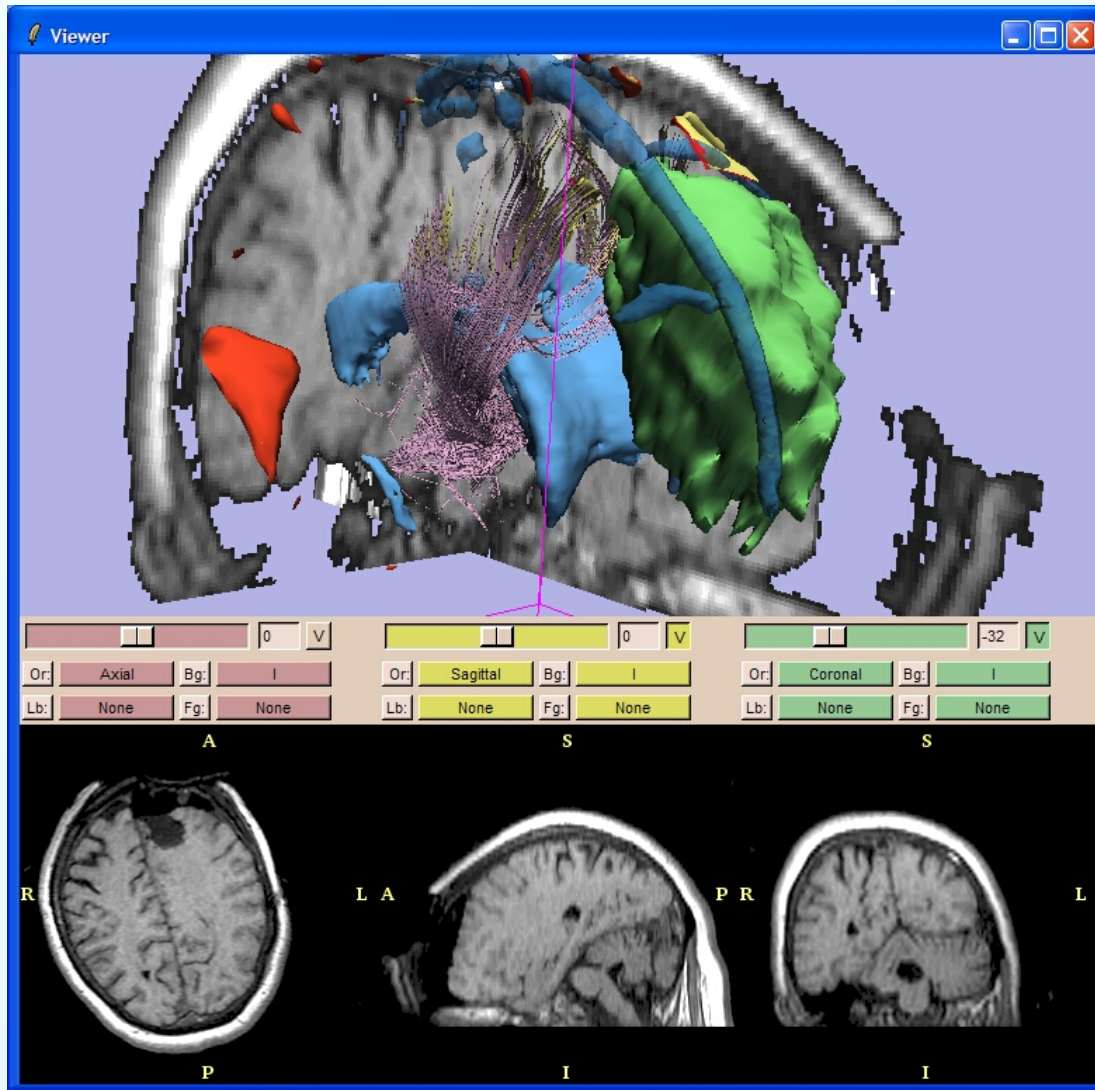 Viewer
0 V 0 V -32 V
Or: Axial Bg: I Or: Sagittal Bg: I Or: Coronal Bg: I
Lb: None Fg: None Lb: None Fg: None Lb: None Fg: None
A S S
R L A P R L
P I I